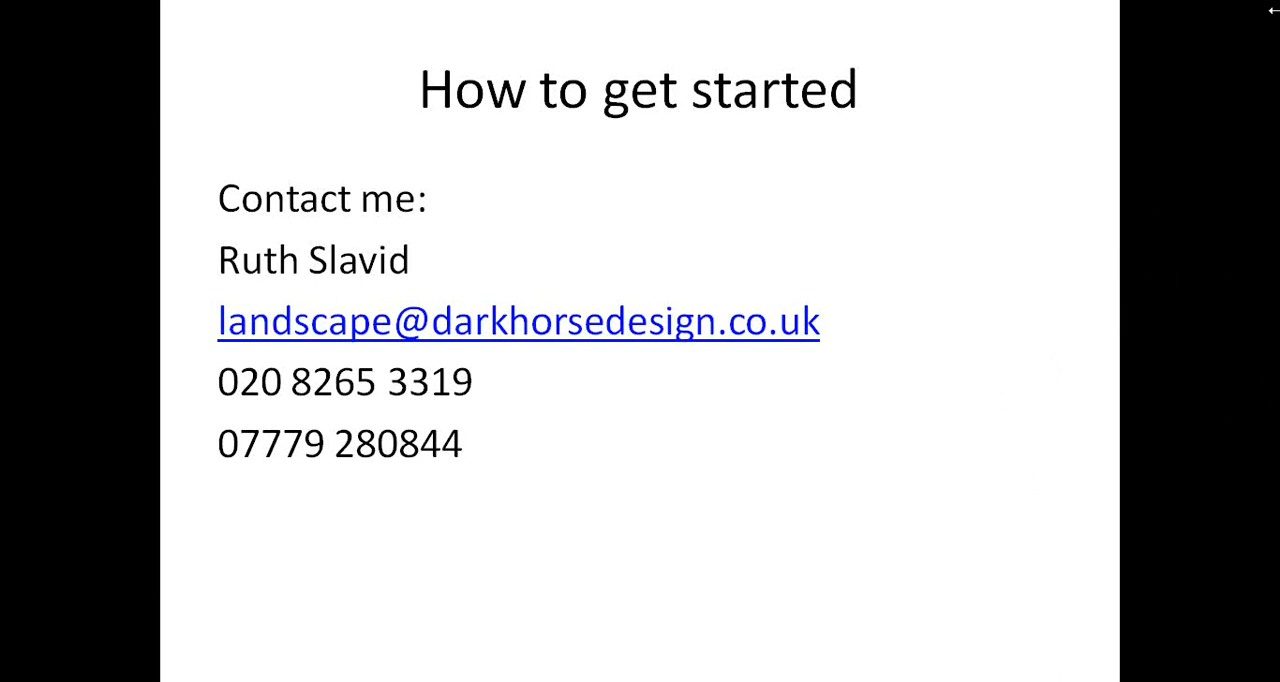 How to get started
Contact me:
Ruth Slavid
landscape@darkhorsedesign.co.uk
020 8265 3319
07779 280844